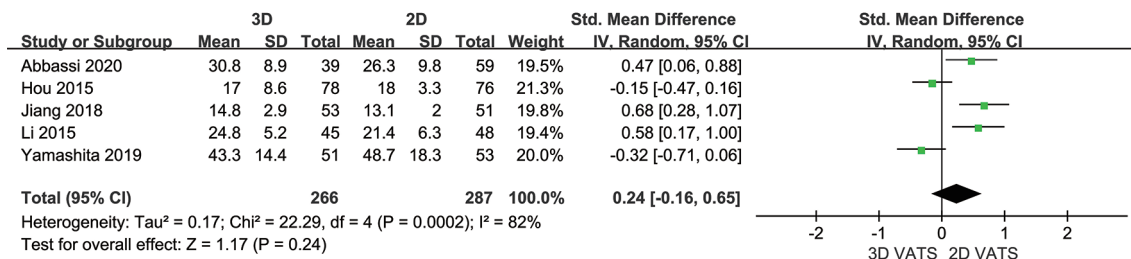 3D 2D Std. Mean Difference Std. Mean Difference
Study or Subgroup Mean SD Total Mean SD Total Weight IV, Random, 95% CI IV, Random, 95% CI
Abbassi 2020 30.8 8.9 39 26.3 9.8 59 19.5% 0.47 [0.06, 0.88]
Hou 2015 17 8.6 78 18 3.3 76 21.3% -0.15 [-0.47, 0.16]
Jiang 2018 14.8 2.9 53 13.1 2 51 19.8% 0.68 [0.28, 1.07]
Li 2015 24.8 5.2 45 21.4 6.3 48 19.4% 0.58 [0.17, 1.00]
Yamashita 2019 43.3 14.4 51 48.7 18.3 53 20.0% -0.32 [-0.71, 0.06]
Total (95% CI) 266 287 100.0% 0.24 [-0.16, 0.65]
Heterogeneity: Tau² = 0.17; Chi² = 22.29, df = 4 (P = 0.0002); I² = 82%
Test for overall effect: Z = 1.17 (P = 0.24)
-2 -1 0 1 2
3D VATS 2D VATS